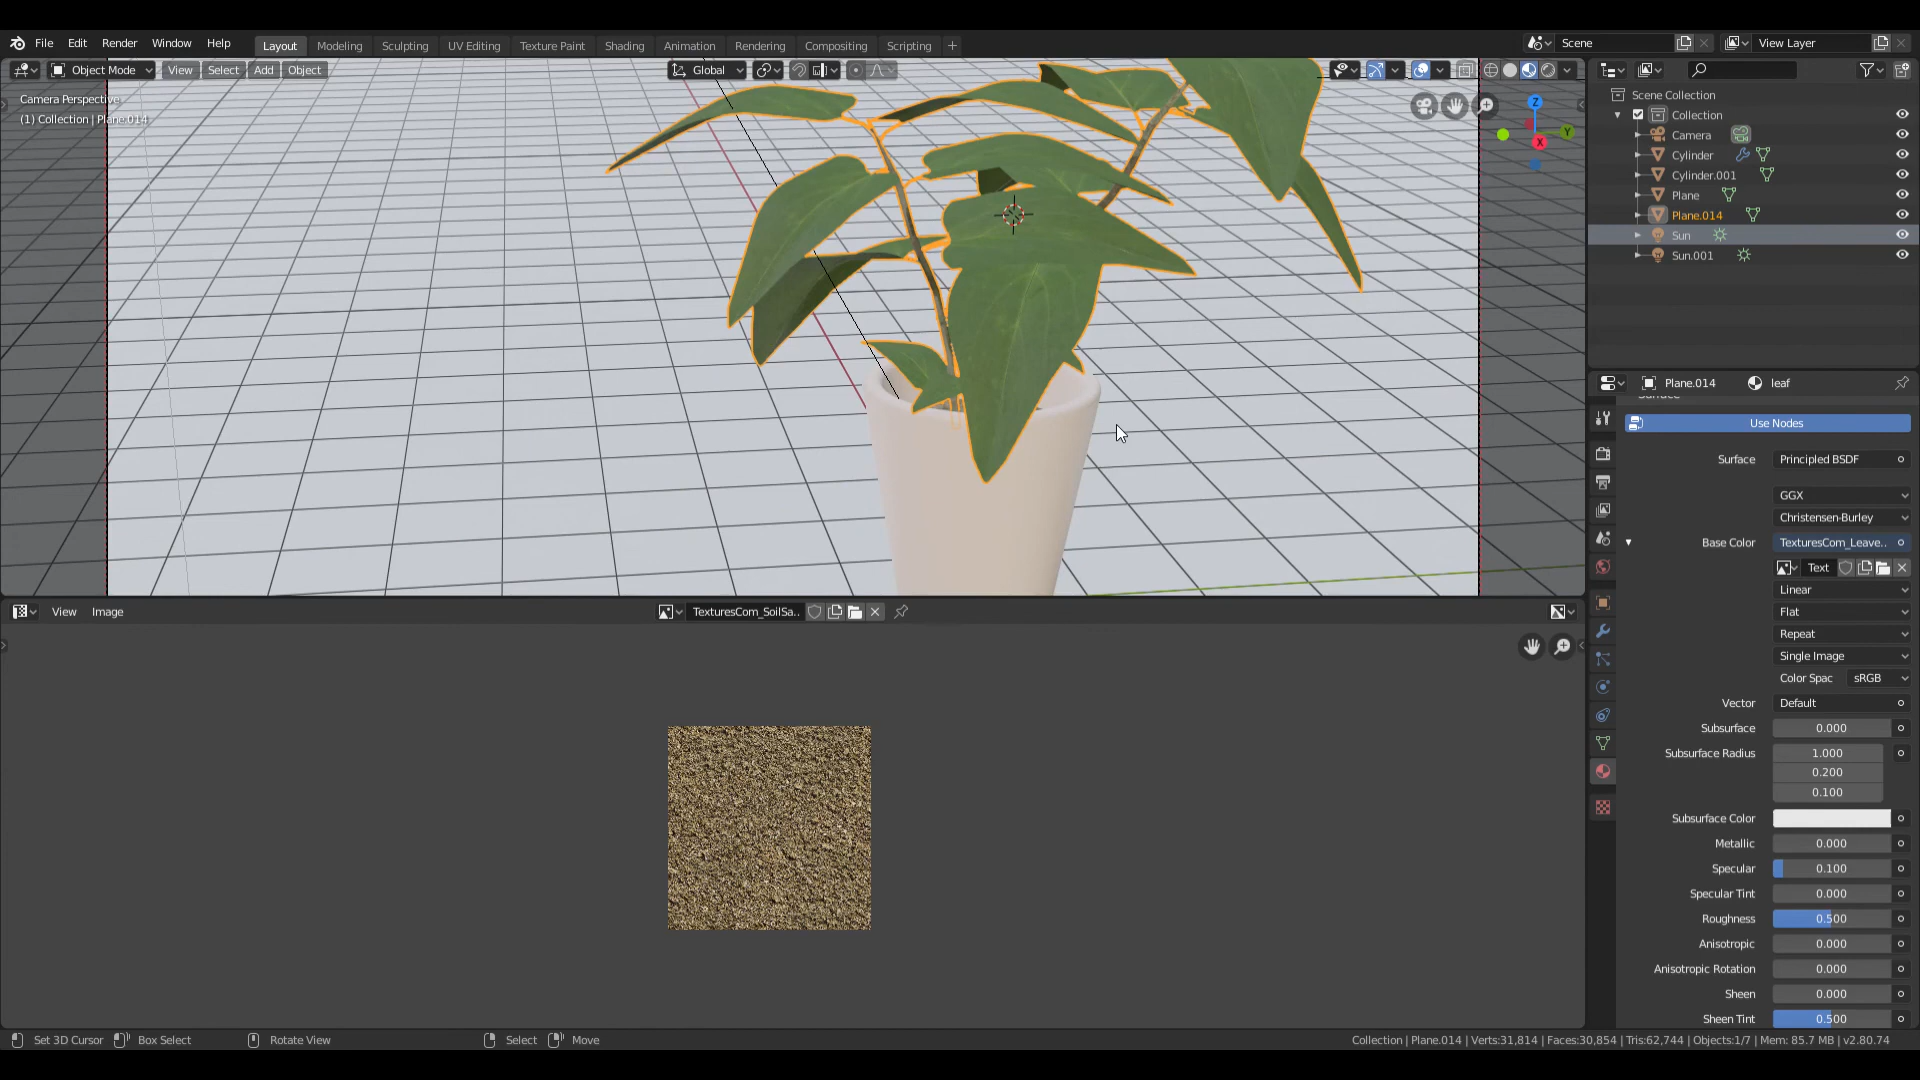 File Edit Render Window Help Layout Modeling Sculpting UV Editing Texture Paint Shading Animation Rendering Compositing Scripting + Scene View Layer
Object Mode View Select Add Object Global
Camera Perspective
(1) Collection | Plane.014
Z
Y
X
Scene Collection
Collection
Camera
Cylinder
Cylinder.001
Plane
Plane.014
Sun
Sun.001
Plane.014 leaf
Surface
Use Nodes
Surface Principled BSDF
GGX
Christensen-Burley
Base Color TexturesCom_Leave..
Text
Linear
Flat
Repeat
Single Image
Color Spac sRGB
Vector Default
Subsurface 0.000
Subsurface Radius 1.000
0.200
0.100
Subsurface Color
Metallic 0.000
Specular 0.100
Specular Tint 0.000
Roughness 0.500
Anisotropic 0.000
Anisotropic Rotation 0.000
Sheen 0.000
Sheen Tint 0.500
View Image TexturesCom_SoilSa..
Set 3D Cursor Box Select Rotate View Select Move
Collection | Plane.014 | Verts:31,814 | Faces:30,854 | Tris:62,744 | Objects:1/7 | Mem: 85.7 MB | v2.80.74